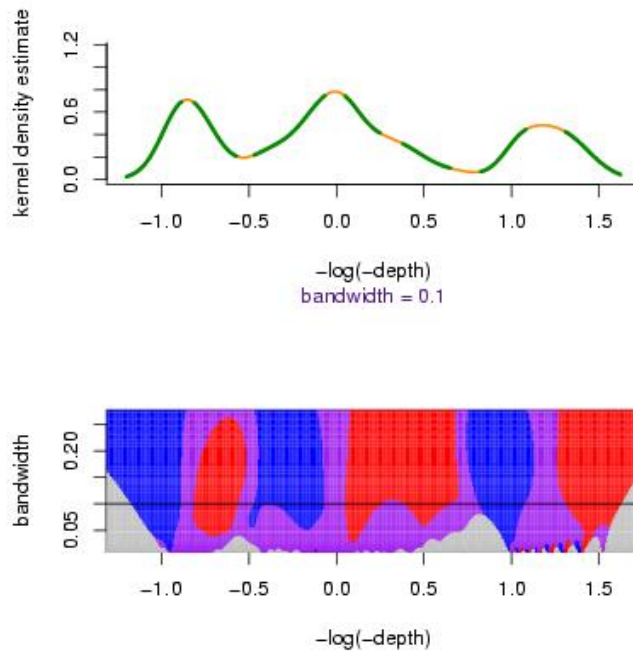 kernel density estimate
1.2
0.6
0.0
−1.0 −0.5 0.0 0.5 1.0 1.5
−log(−depth)
bandwidth = 0.1
bandwidth
0.20
0.05
−1.0 −0.5 0.0 0.5 1.0 1.5
−log(−depth)